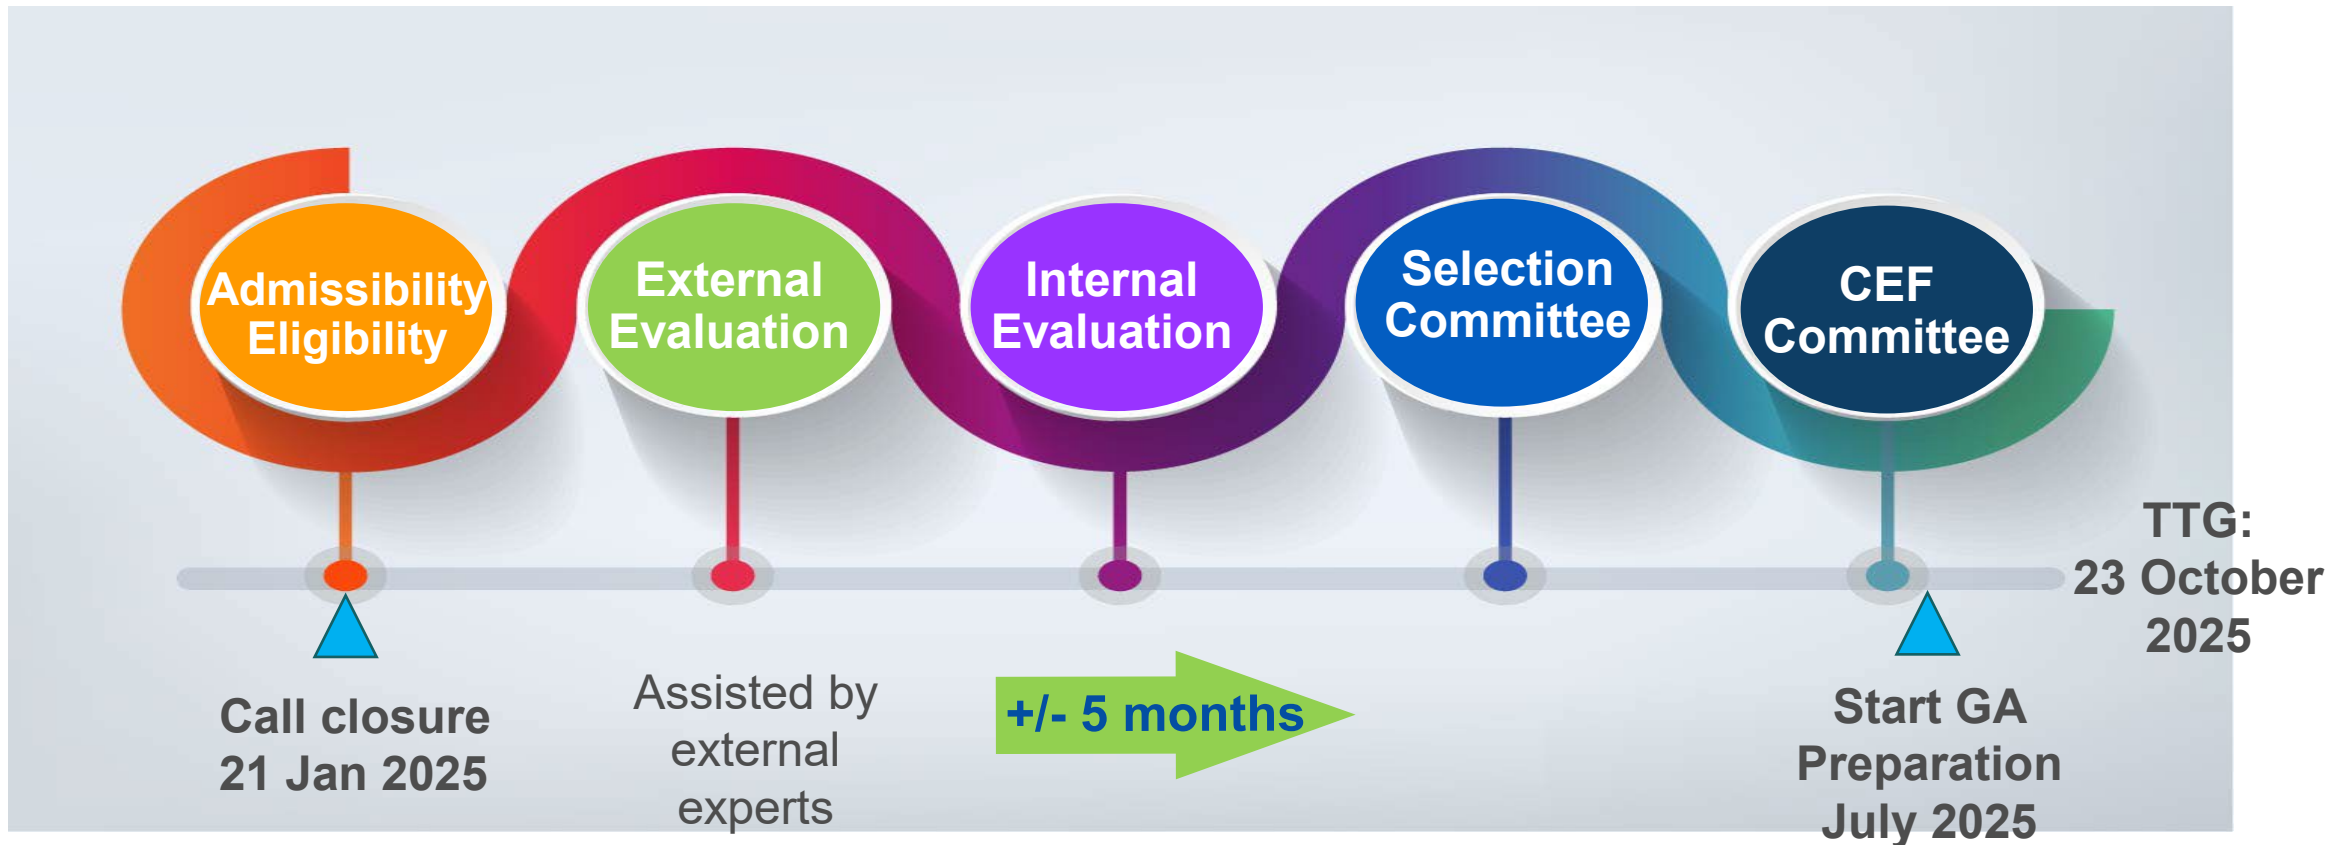 Admissibility
Eligibility
External
Evaluation
Internal
Evaluation
Selection
Committee
CEF
Committee
TTG:
23 October
2025
Call closure
21 Jan 2025
Assisted by
external
experts
+/- 5 months
Start GA
Preparation
July 2025